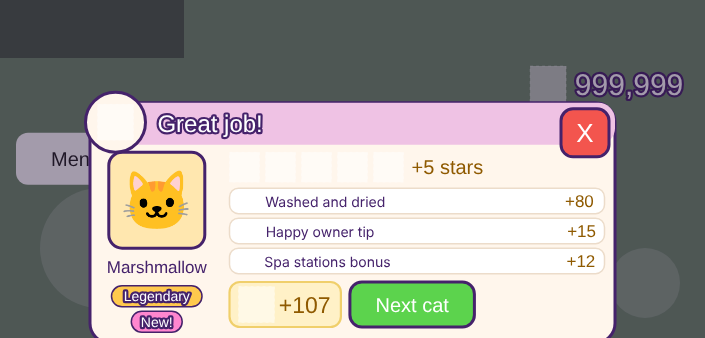 999,999
Great job!
X
Men
+5 stars
Washed and dried +80
Happy owner tip +15
Spa stations bonus +12
Marshmallow
Legendary
New!
+107
Next cat